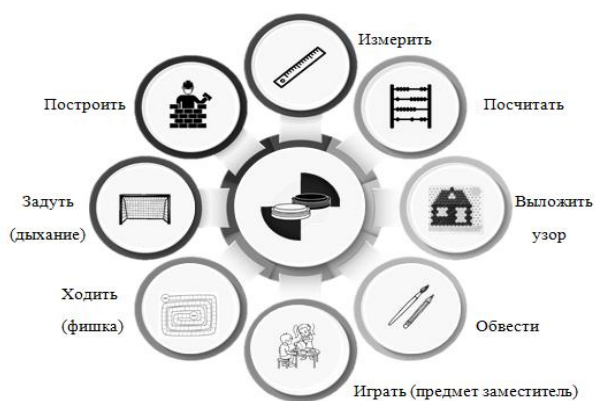 Измерить
Построить
Посчитать
Задуть
(дыхание)
Выложить
узор
Ходить
(фишка)
Обвести
Играть (предмет заместитель)